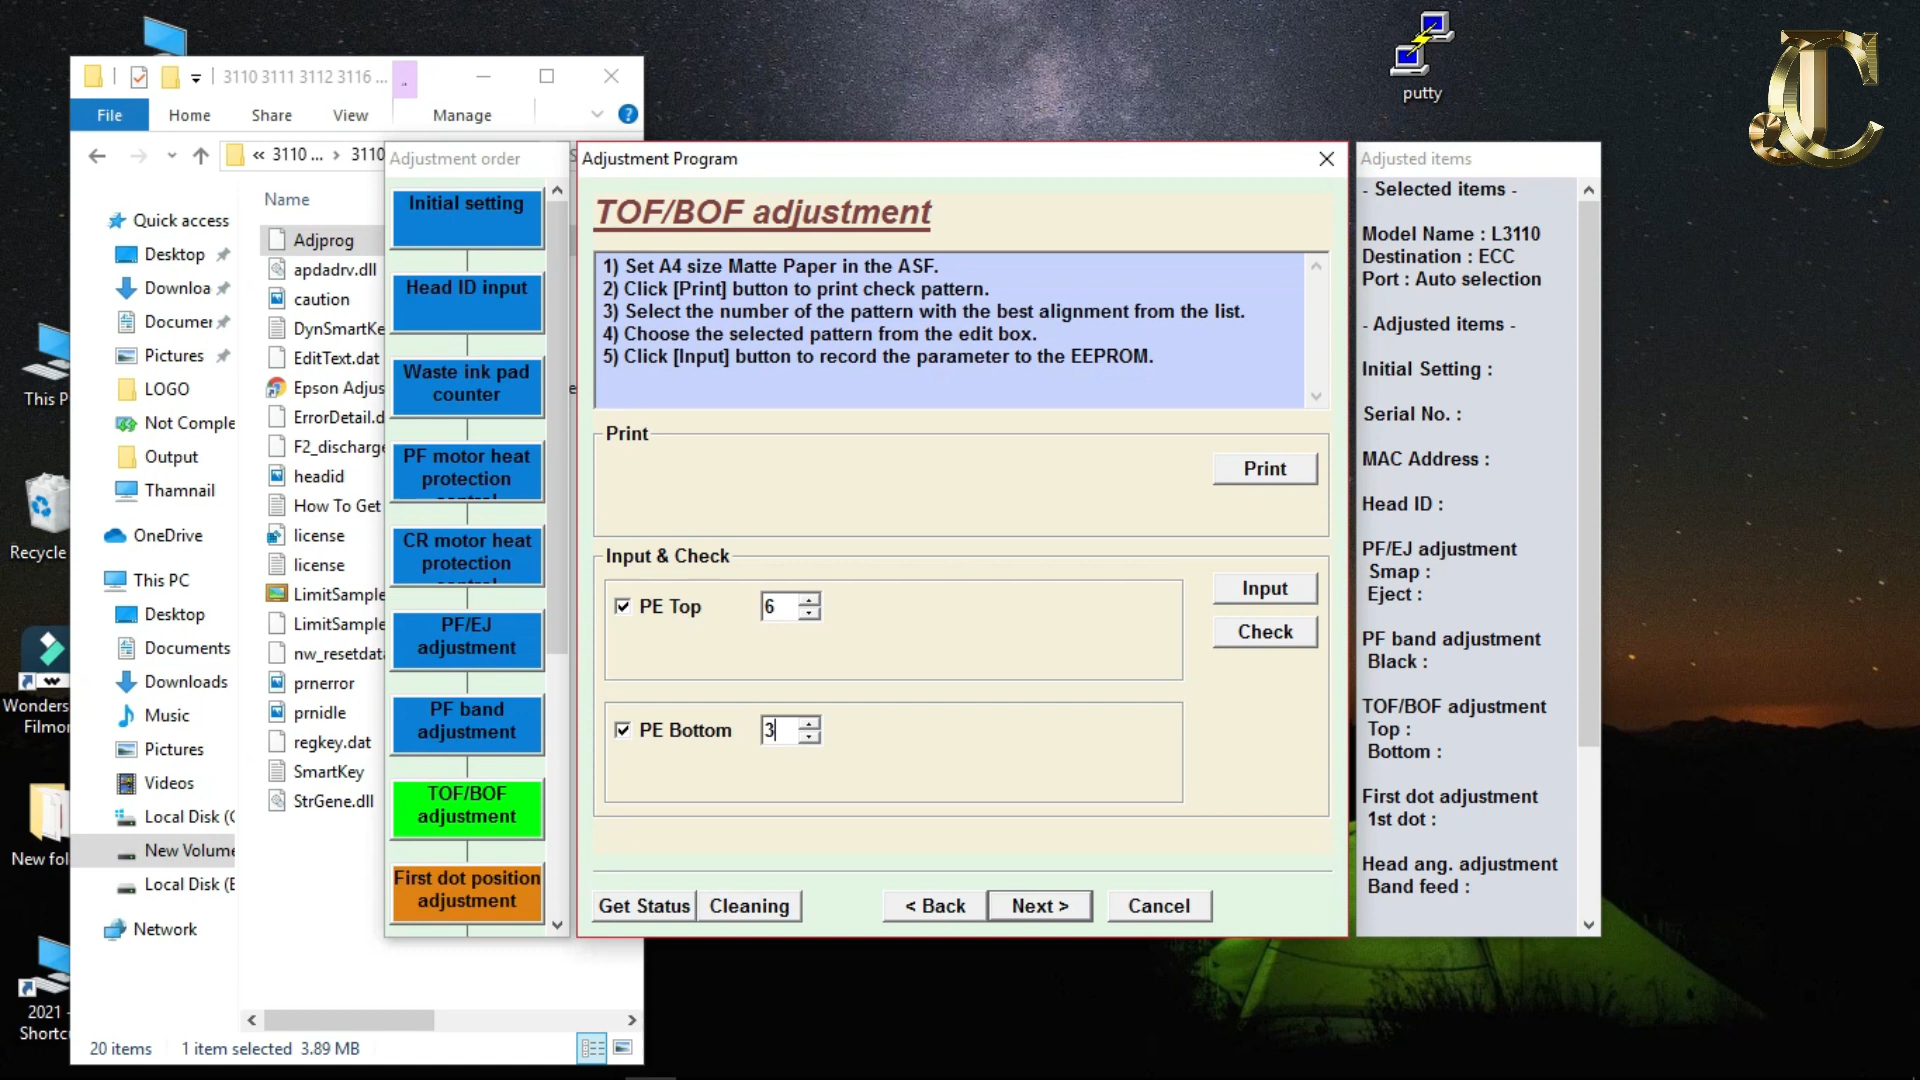 3110 3111 3112 3116 ...
File
Home
Share
View
Manage
« 3110 ... > 3110
Name
Quick access
Desktop
Downloa
Documer
Pictures
LOGO
Not Comple
Output
Thamnail
OneDrive
This PC
Desktop
Documents
Downloads
Music
Pictures
Videos
Local Disk (C
New Volume
Local Disk (E
Network
Adjprog
apdadrv.dll
caution
DynSmartKe
EditText.dat
Epson Adjus
ErrorDetail.d
F2_discharge
headid
How To Get
license
license
LimitSample
LimitSample
nw_resetdata
prnerror
prnidle
regkey.dat
SmartKey
StrGene.dll
20 items
1 item selected 3.89 MB
Adjustment order
Initial setting
Head ID input
Waste ink pad
counter
PF motor heat
protection
control
CR motor heat
protection
control
PF/EJ
adjustment
PF band
adjustment
TOF/BOF
adjustment
First dot position
adjustment
Adjustment Program
TOF/BOF adjustment
1) Set A4 size Matte Paper in the ASF.
2) Click [Print] button to print check pattern.
3) Select the number of the pattern with the best alignment from the list.
4) Choose the selected pattern from the edit box.
5) Click [Input] button to record the parameter to the EEPROM.
Print
Print
Input & Check
PE Top 6
Input
Check
PE Bottom 3
Get Status
Cleaning
< Back
Next >
Cancel
Adjusted items
- Selected items -
Model Name : L3110
Destination : ECC
Port : Auto selection
- Adjusted items -
Initial Setting :
Serial No. :
MAC Address :
Head ID :
PF/EJ adjustment
Smap :
Eject :
PF band adjustment
Black :
TOF/BOF adjustment
Top :
Bottom :
First dot adjustment
1st dot :
Head ang. adjustment
Band feed :
putty
JC
This P
Recycle
Wonders
Filmor
New fol
2021 -
Shortc